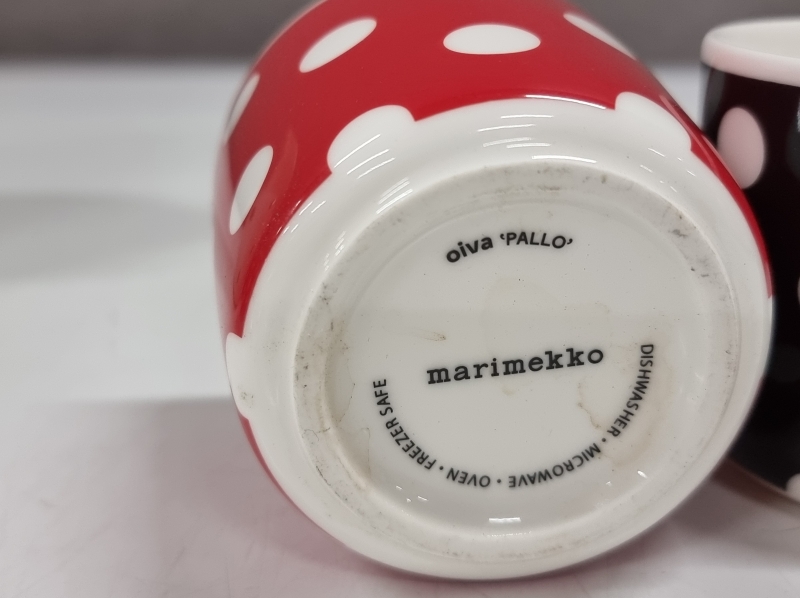 oiva ‘PALLO’
marimekko
DISHWASHER • MICROWAVE • OVEN • FREEZER SAFE